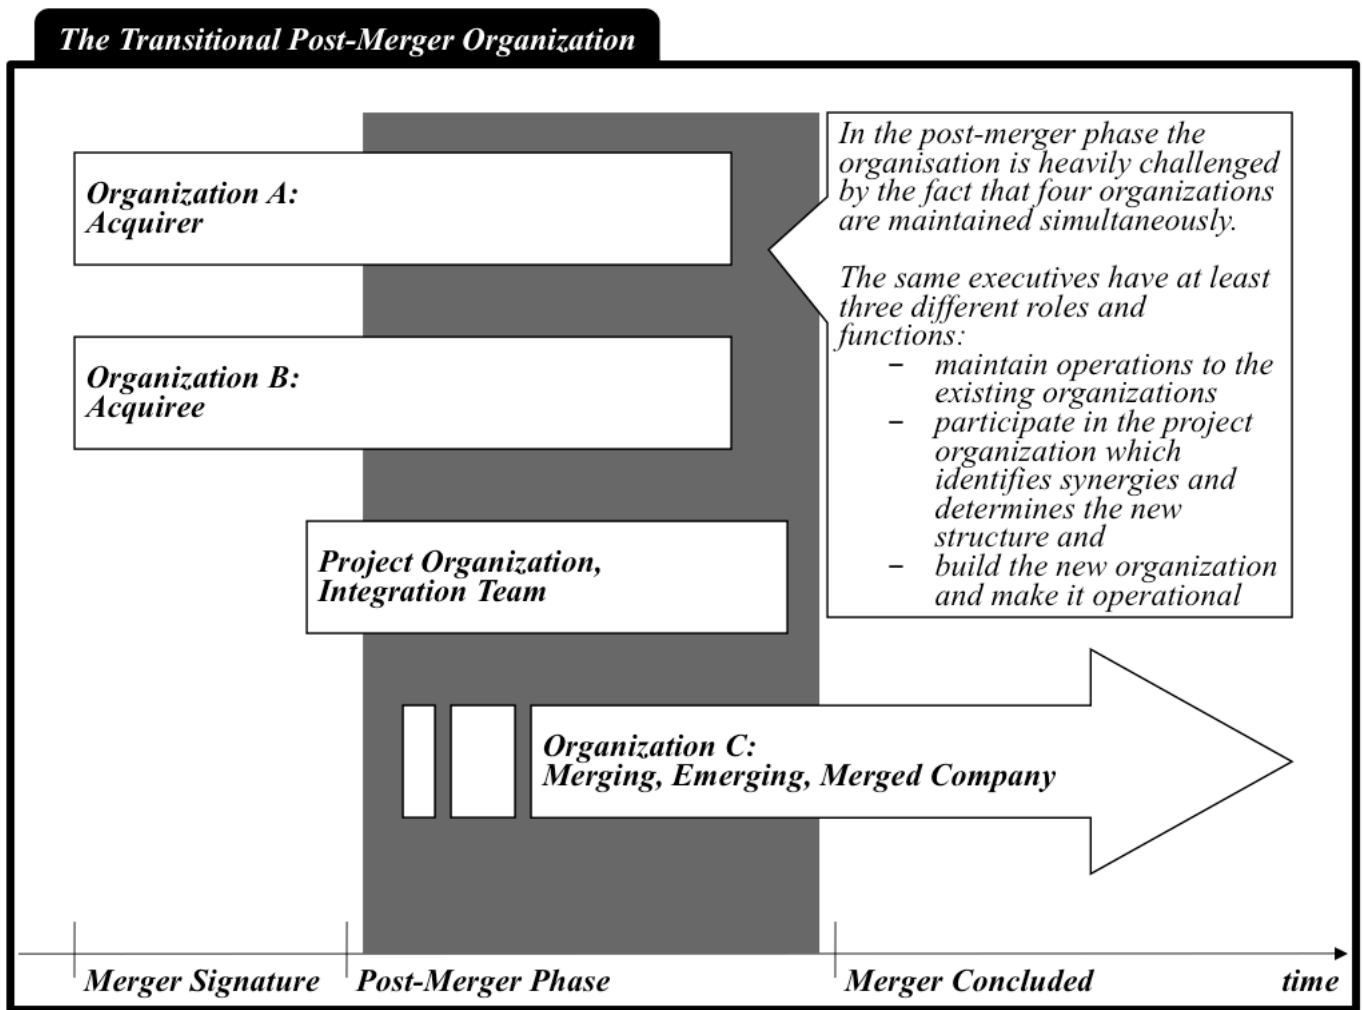 The Transitional Post-Merger Organization
Organization A:
Acquirer
Organization B:
Acquiree
Project Organization,
Integration Team
Organization C:
Merging, Emerging, Merged Company
In the post-merger phase the
organisation is heavily challenged
by the fact that four organizations
are maintained simultaneously.
The same executives have at least
three different roles and
functions:
– maintain operations to the
existing organizations
– participate in the project
organization which
identifies synergies and
determines the new
structure and
– build the new organization
and make it operational
Merger Signature
Post-Merger Phase
Merger Concluded
time